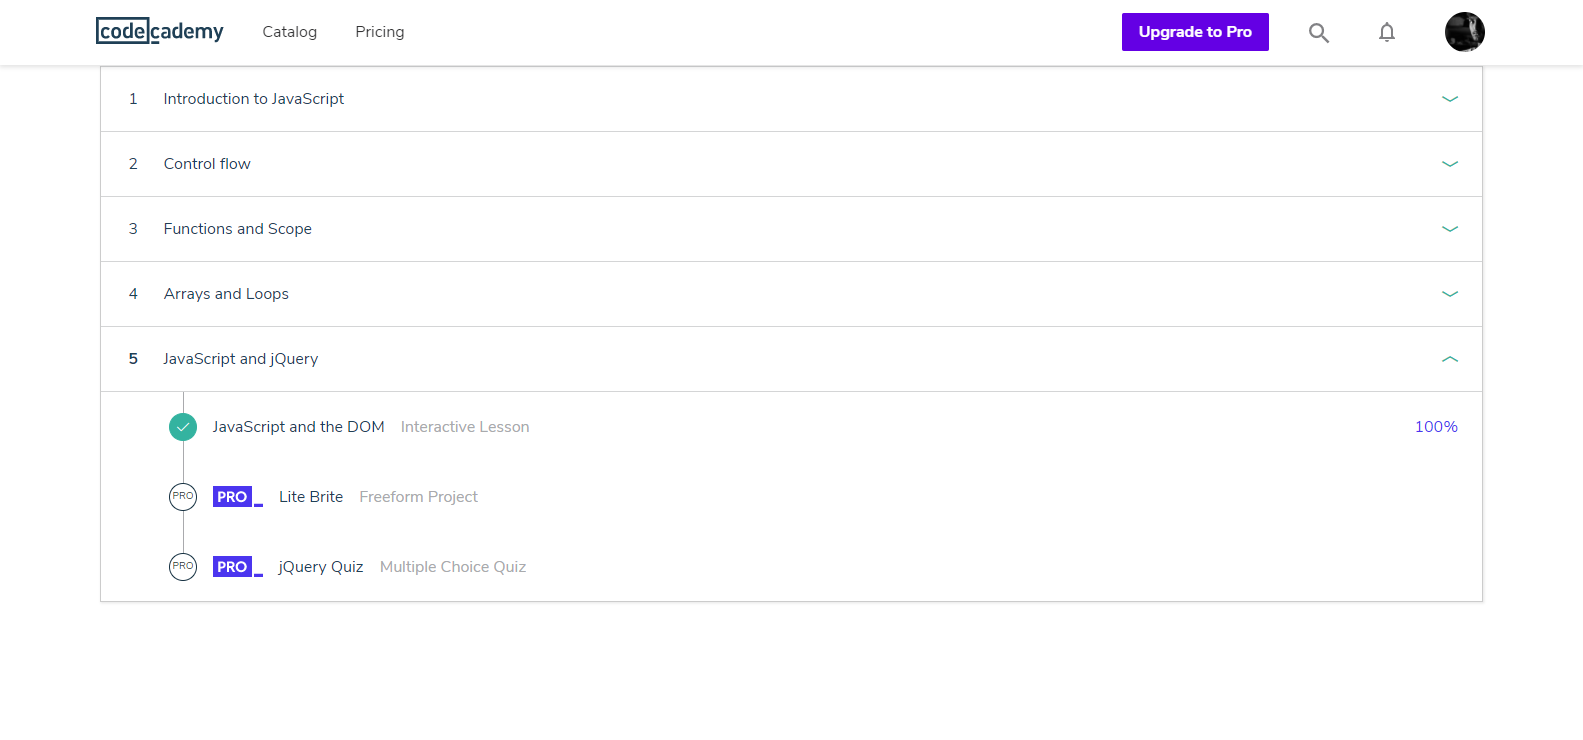 codecademy Catalog Pricing Upgrade to Pro
1 Introduction to JavaScript
2 Control flow
3 Functions and Scope
4 Arrays and Loops
5 JavaScript and jQuery
JavaScript and the DOM Interactive Lesson 100%
PRO PRO_ Lite Brite Freeform Project
PRO PRO_ jQuery Quiz Multiple Choice Quiz